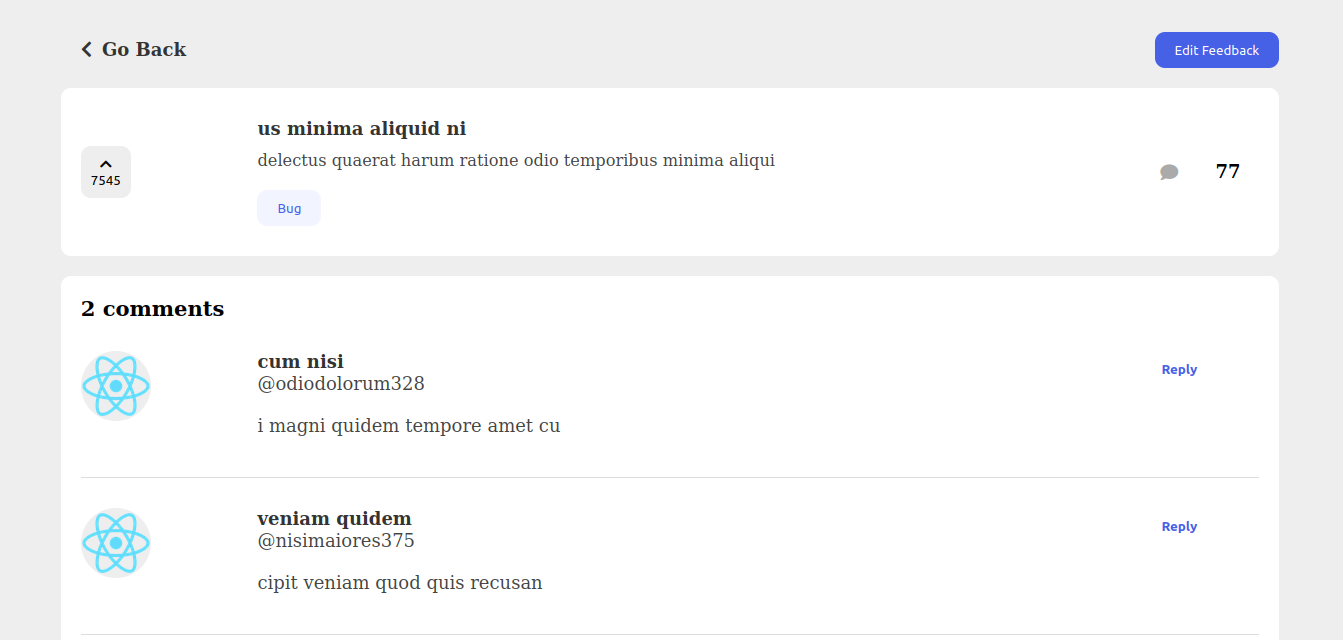 Go Back
Edit Feedback
us minima aliquid ni
delectus quaerat harum ratione odio temporibus minima aliqui
7545
77
Bug
2 comments
cum nisi
Reply
@odiodolorum328
i magni quidem tempore amet cu
veniam quidem
Reply
@nisimaiores375
cipit veniam quod quis recusan